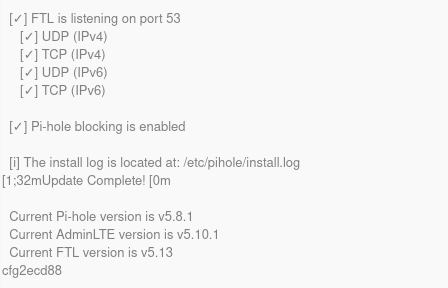 [✓] FTL is listening on port 53
[✓] UDP (IPv4)
[✓] TCP (IPv4)
[✓] UDP (IPv6)
[✓] TCP (IPv6)
[✓] Pi-hole blocking is enabled
[i] The install log is located at: /etc/pihole/install.log
[1;32mUpdate Complete! [0m
Current Pi-hole version is v5.8.1
Current AdminLTE version is v5.10.1
Current FTL version is v5.13
cfg2ecd88